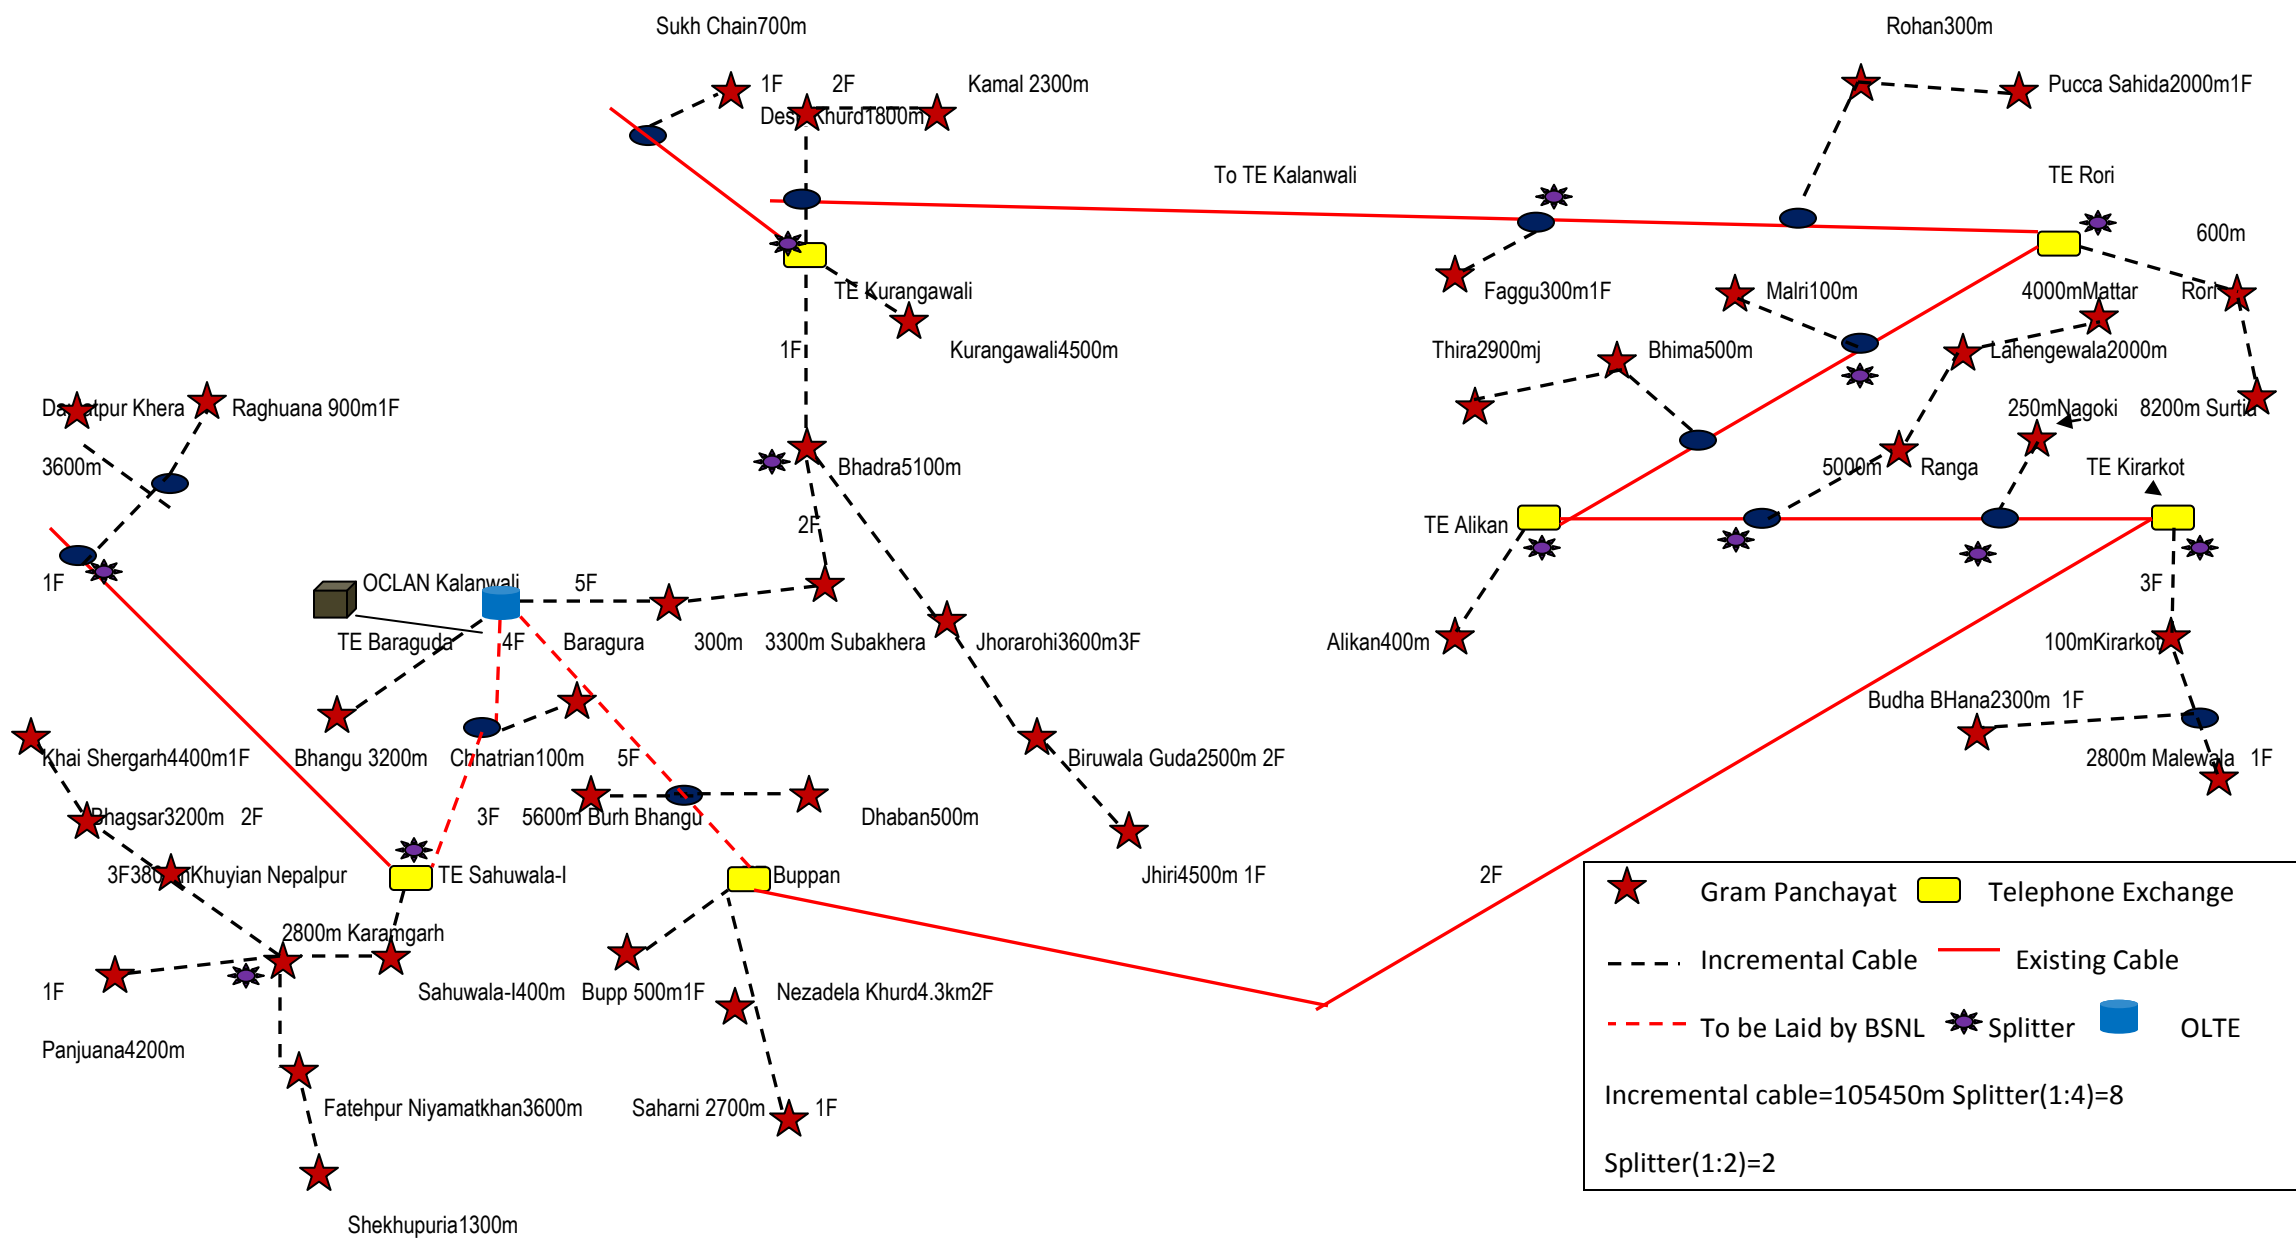 Sukh Chain700m
Rohan300m
1F
2F
Kamal 2300m
Pucca Sahida2000m1F
Khurd1800m
To TE Kalanwali
TE Rori
600m
TE Kurangawali
Faggu300m1F
Malri100m
4000mMattar
Rori
1F
Kurangawali4500m
Thira2900mj
Bhima500m
Lahengewala2000m
Khera
Raghuana 900m1F
250mNagoki
8200m Surtia
3600m
Bhadra5100m
5000m
Ranga
TE Kirarkot
2F
TE Alikan
1F
OCLAN Kalanwali
5F
3F
TE Baraguda
4F
Baragura
300m
3300m Subakhera
Jhorarohi3600m3F
Alikan400m
100mKirarkot
Budha BHana2300m 1F
Khai Shergarh4400m1F
Bhangu 3200m
Chhatrian100m
5F
Biruwala Guda2500m 2F
2800m Malewala 1F
Bhagsar3200m 2F
3F
5600m Burh Bhangu
Dhaban500m
Khuyian Nepalpur
TE Sahuwala-I
Buppan
Jhiri4500m 1F
2F
2800m Karamgarh
1F
Sahuwala-I400m
Bupp 500m1F
Nezadela Khurd4.3km2F
Panjuana4200m
Fatehpur Niyamatkhan3600m
Saharni 2700m
1F
Shekhupuria1300m
Gram Panchayat
Telephone Exchange
Incremental Cable
Existing Cable
To be Laid by BSNL
Splitter
OLTE
Incremental cable=105450m Splitter(1:4)=8
Splitter(1:2)=2